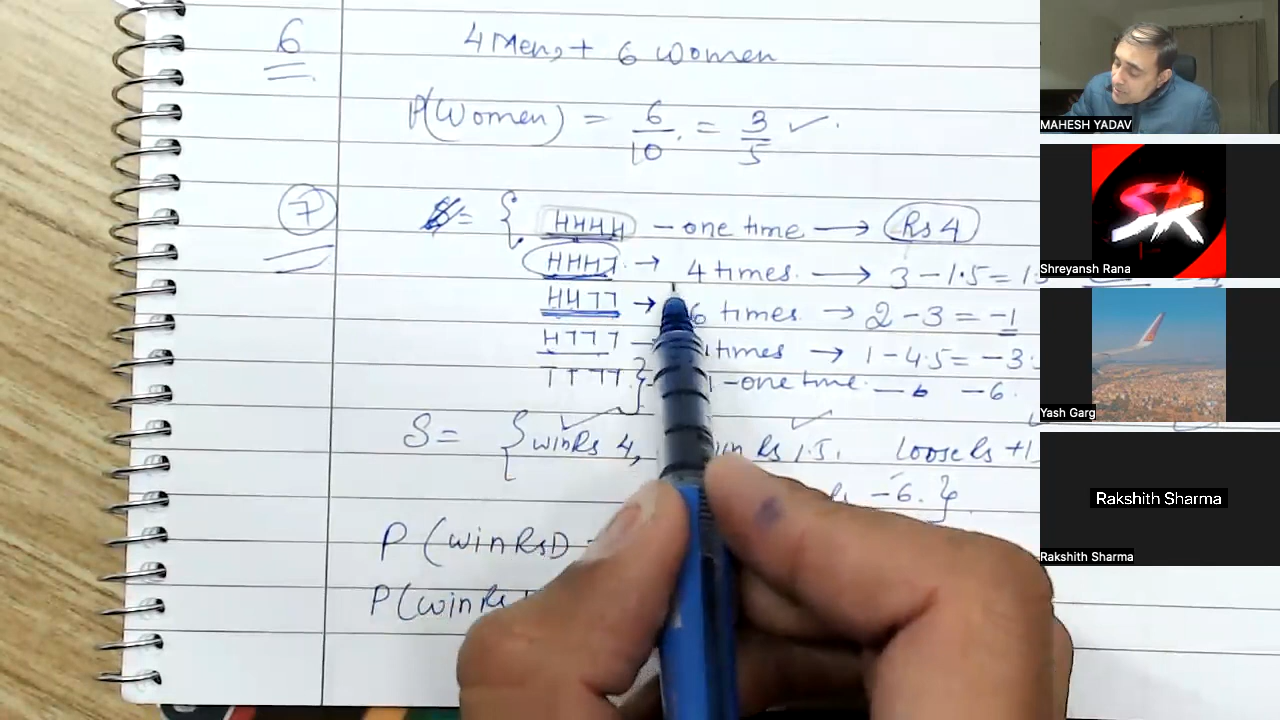 6 4 Men, + 6 Women
P(Women) = 6/10 = 3/5 ✓
7 S = { HHHH – one time → Rs 4
HHHT → 4 times. → 3 – 1.5 = 1.5
HHTT → 6 times. → 2 – 3 = –1
HTTT → times → 1 – 4.5 = –3.
TTTT } 1 – one time – –6.
S = { win Rs 4, win Rs 1.5, loose Rs +1
–6. }
P(win Rs
P(win Rs
MAHESH YADAV
SR
Shreyansh Rana
Yash Garg
Rakshith Sharma
Rakshith Sharma